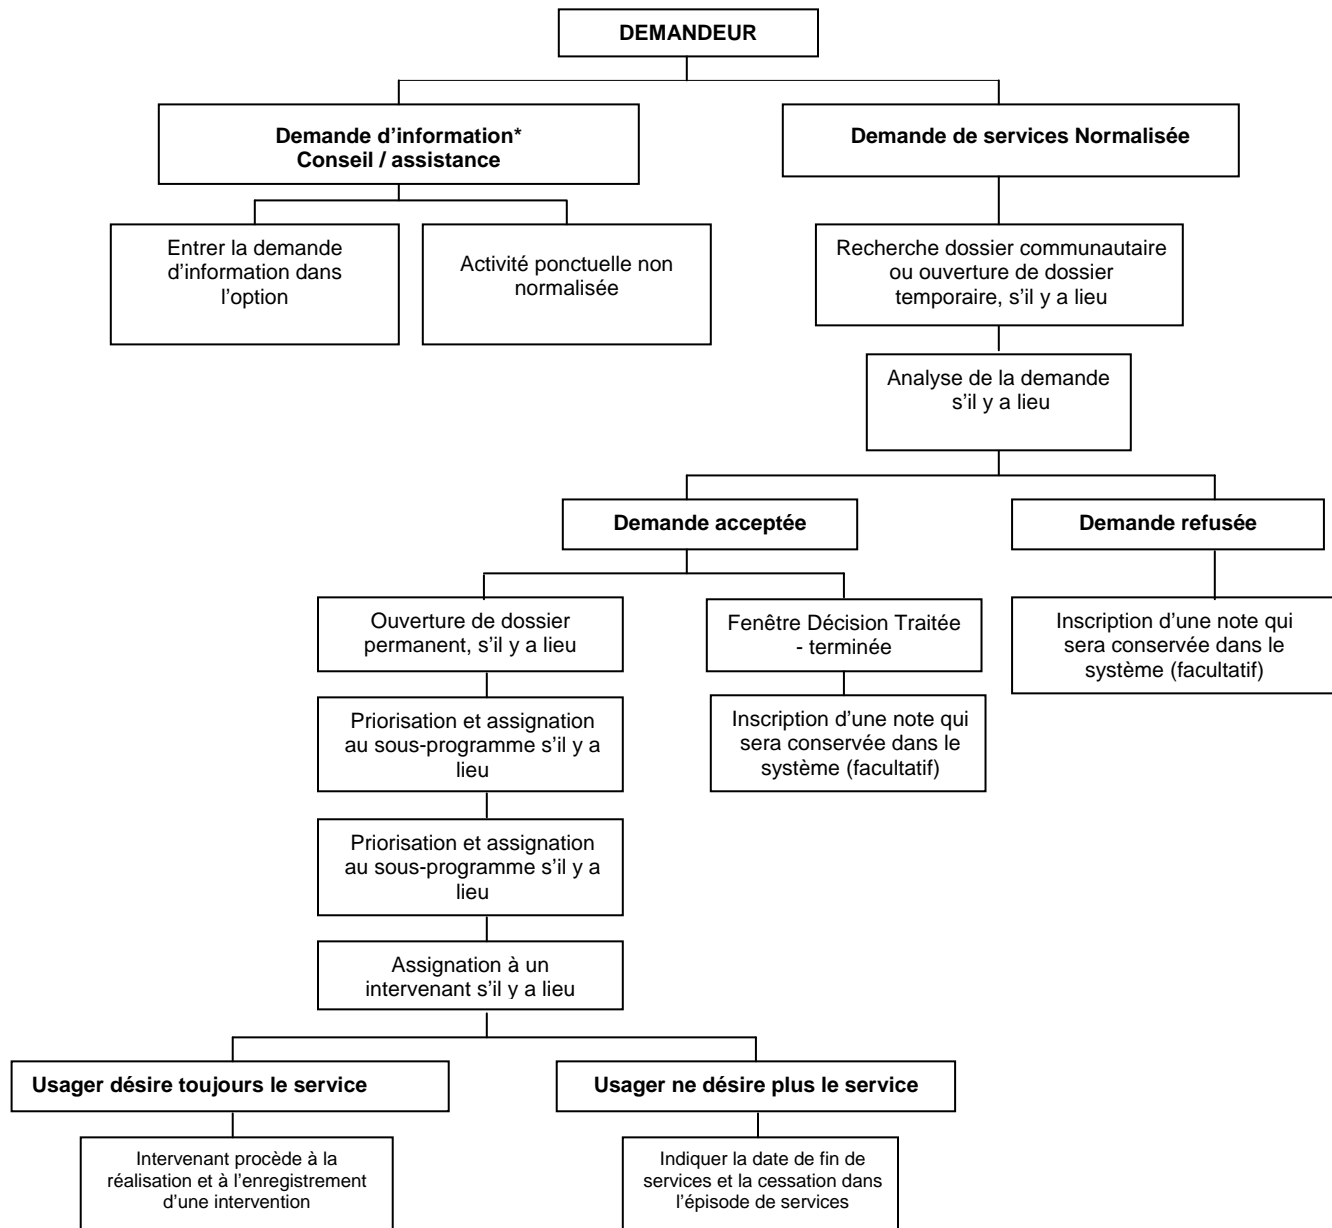 DEMANDEUR
Demande d’information*
Conseil / assistance
Demande de services Normalisée
Entrer la demande
d’information dans
l’option
Activité ponctuelle non
normalisée
Recherche dossier communautaire
ou ouverture de dossier
temporaire, s’il y a lieu
Analyse de la demande
s’il y a lieu
Demande acceptée
Demande refusée
Ouverture de dossier
permanent, s’il y a lieu
Fenêtre Décision Traitée
- terminée
Inscription d’une note qui
sera conservée dans le
système (facultatif)
Priorisation et assignation
au sous-programme s’il y a
lieu
Inscription d’une note qui
sera conservée dans le
système (facultatif)
Priorisation et assignation
au sous-programme s’il y a
lieu
Assignation à un
intervenant s’il y a lieu
Usager désire toujours le service
Usager ne désire plus le service
Intervenant procède à la
réalisation et à l’enregistrement
d’une intervention
Indiquer la date de fin de
services et la cessation dans
l’épisode de services